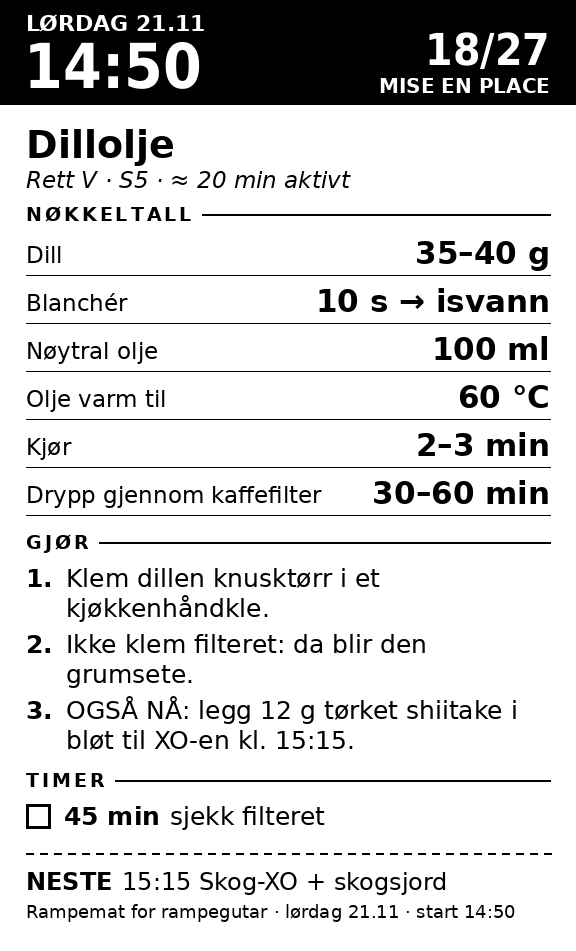 LØRDAG 21.11
14:50
18/27
MISE EN PLACE
Dillolje
Rett V · S5 · ≈ 20 min aktivt
NØKKELTALL
Dill 35–40 g
Blanchér 10 s → isvann
Nøytral olje 100 ml
Olje varm til 60 °C
Kjør 2–3 min
Drypp gjennom kaffefilter 30–60 min
GJØR
1. Klem dillen knusktørr i et
kjøkkenhåndkle.
2. Ikke klem filteret: da blir den
grumsete.
3. OGSÅ NÅ: legg 12 g tørket shiitake i
bløt til XO-en kl. 15:15.
TIMER
45 min sjekk filteret
NESTE 15:15 Skog-XO + skogsjord
Rampemat for rampegutar · lørdag 21.11 · start 14:50